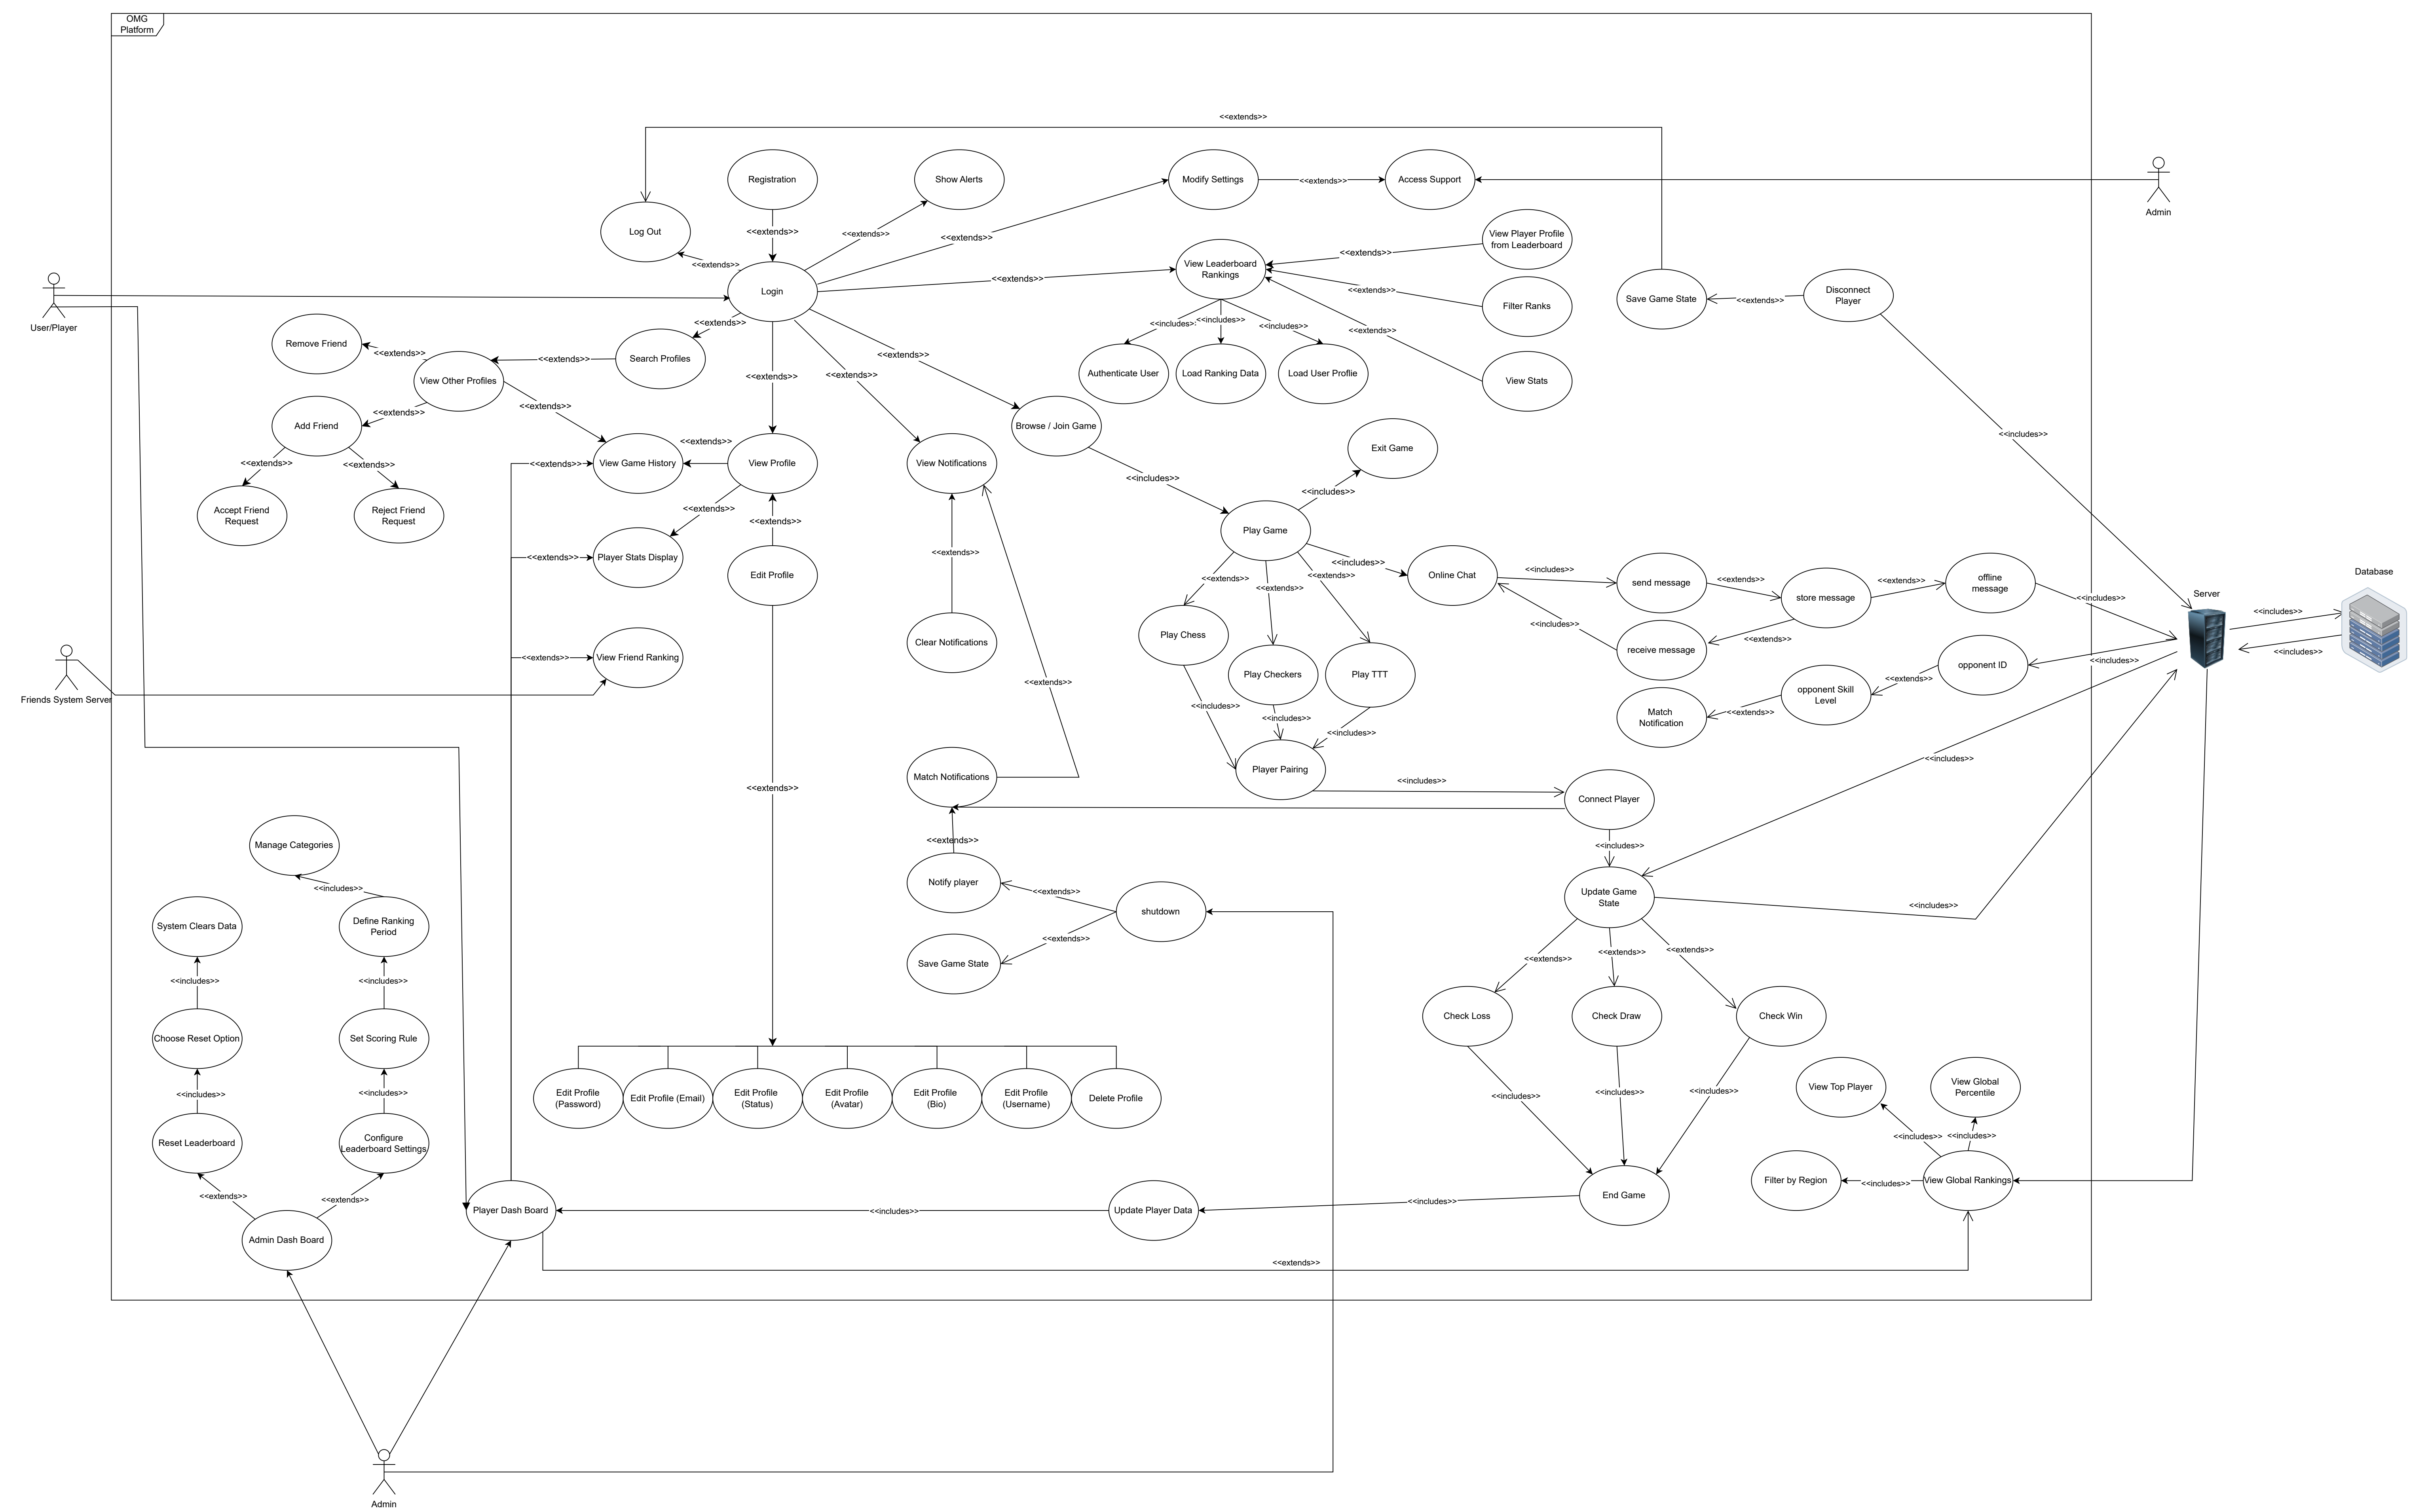 OMG
Platform
<<extends>>
Registration
Show Alerts
Modify Settings
<<extends>>
Access Support
Admin
Log Out
<<extends>>
<<extends>>
<<extends>>
<<extends>>
View Player Profile
from Leaderboard
<<extends>>
<<extends>>
View Leaderboard
Rankings
<<extends>>
Login
<<extends>>
Filter Ranks
Save Game State
<<extends>>
Disconnect
Player
User/Player
<<extends>>
<<includes>>
<<includes>>
<<includes>>
<<extends>>
Remove Friend
<<extends>>
<<extends>>
Search Profiles
<<extends>>
View Other Profiles
<<extends>>
<<extends>>
Authenticate User
Load Ranking Data
Load User Proflie
View Stats
<<extends>>
<<extends>>
Add Friend
Browse / Join Game
<<includes>>
<<extends>>
<<extends>>
<<extends>>
<<extends>>
View Game History
<<extends>>
View Profile
View Notifications
Exit Game
<<includes>>
<<includes>>
Accept Friend
Request
Reject Friend
Request
<<extends>>
<<extends>>
Play Game
<<extends>>
Player Stats Display
<<extends>>
Edit Profile
<<includes>>
<<extends>>
<<extends>>
<<extends>>
Online Chat
<<includes>>
send message
<<extends>>
store message
<<extends>>
offline
message
<<includes>>
Server
Database
<<includes>>
<<includes>>
<<includes>>
Play Chess
Clear Notifications
receive message
<<extends>>
opponent ID
<<includes>>
<<extends>>
View Friend Ranking
Friends System Server
Play Checkers
Play TTT
<<extends>>
<<extends>>
opponent Skill
Level
<<extends>>
Match
Notification
<<includes>>
<<includes>>
<<includes>>
<<includes>>
Match Notifications
Player Pairing
<<includes>>
<<extends>>
Connect Player
Manage Categories
<<extends>>
<<includes>>
<<includes>>
Notify player
<<extends>>
Update Game
State
<<includes>>
System Clears Data
Define Ranking
Period
shutdown
<<extends>>
Save Game State
<<extends>>
<<extends>>
<<extends>>
<<includes>>
<<includes>>
Choose Reset Option
Set Scoring Rule
Check Loss
Check Draw
Check Win
<<includes>>
<<includes>>
<<includes>>
<<includes>>
<<includes>>
Edit Profile
(Password)
Edit Profile (Email)
Edit Profile
(Status)
Edit Profile
(Avatar)
Edit Profile
(Bio)
Edit Profile
(Username)
Delete Profile
View Top Player
View Global
Percentile
Reset Leaderboard
Configure
Leaderboard Settings
<<includes>>
<<includes>>
<<extends>>
<<extends>>
Filter by Region
<<includes>>
View Global Rankings
Admin Dash Board
Player Dash Board
<<includes>>
Update Player Data
<<includes>>
End Game
<<extends>>
Admin